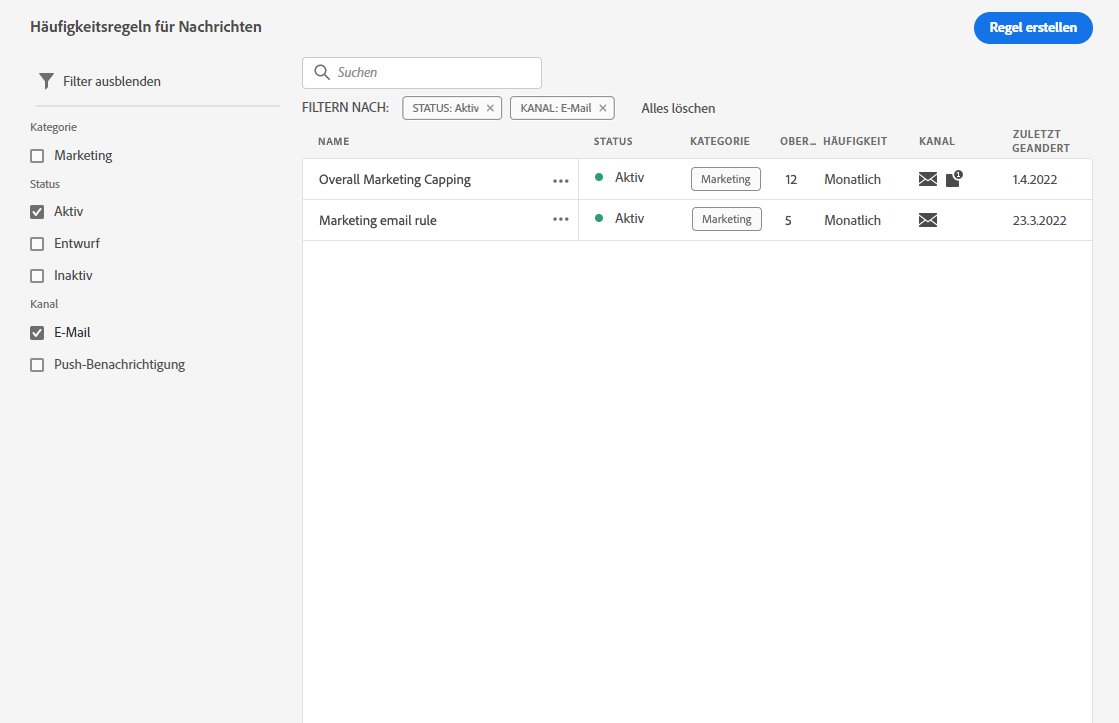 Häufigkeitsregeln für Nachrichten
Regel erstellen
Filter ausblenden
Kategorie
Marketing
Status
Aktiv
Entwurf
Inaktiv
Kanal
E-Mail
Push-Benachrichtigung
Suchen
FILTERN NACH: STATUS: Aktiv × KANAL: E-Mail × Alles löschen
NAME STATUS KATEGORIE OBER... HÄUFIGKEIT KANAL ZULETZT
GEANDERT
Overall Marketing Capping ... Aktiv Marketing 12 Monatlich 1 1.4.2022
Marketing email rule ... Aktiv Marketing 5 Monatlich 23.3.2022